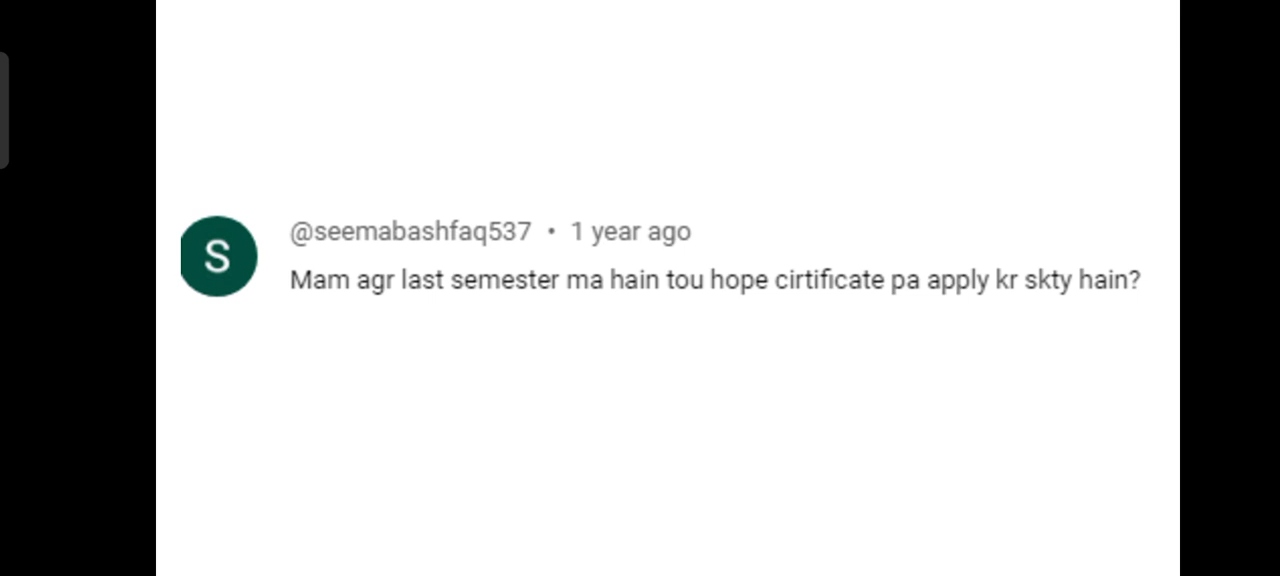 S
@seemabashfaq537 • 1 year ago
Mam agr last semester ma hain tou hope cirtificate pa apply kr skty hain?